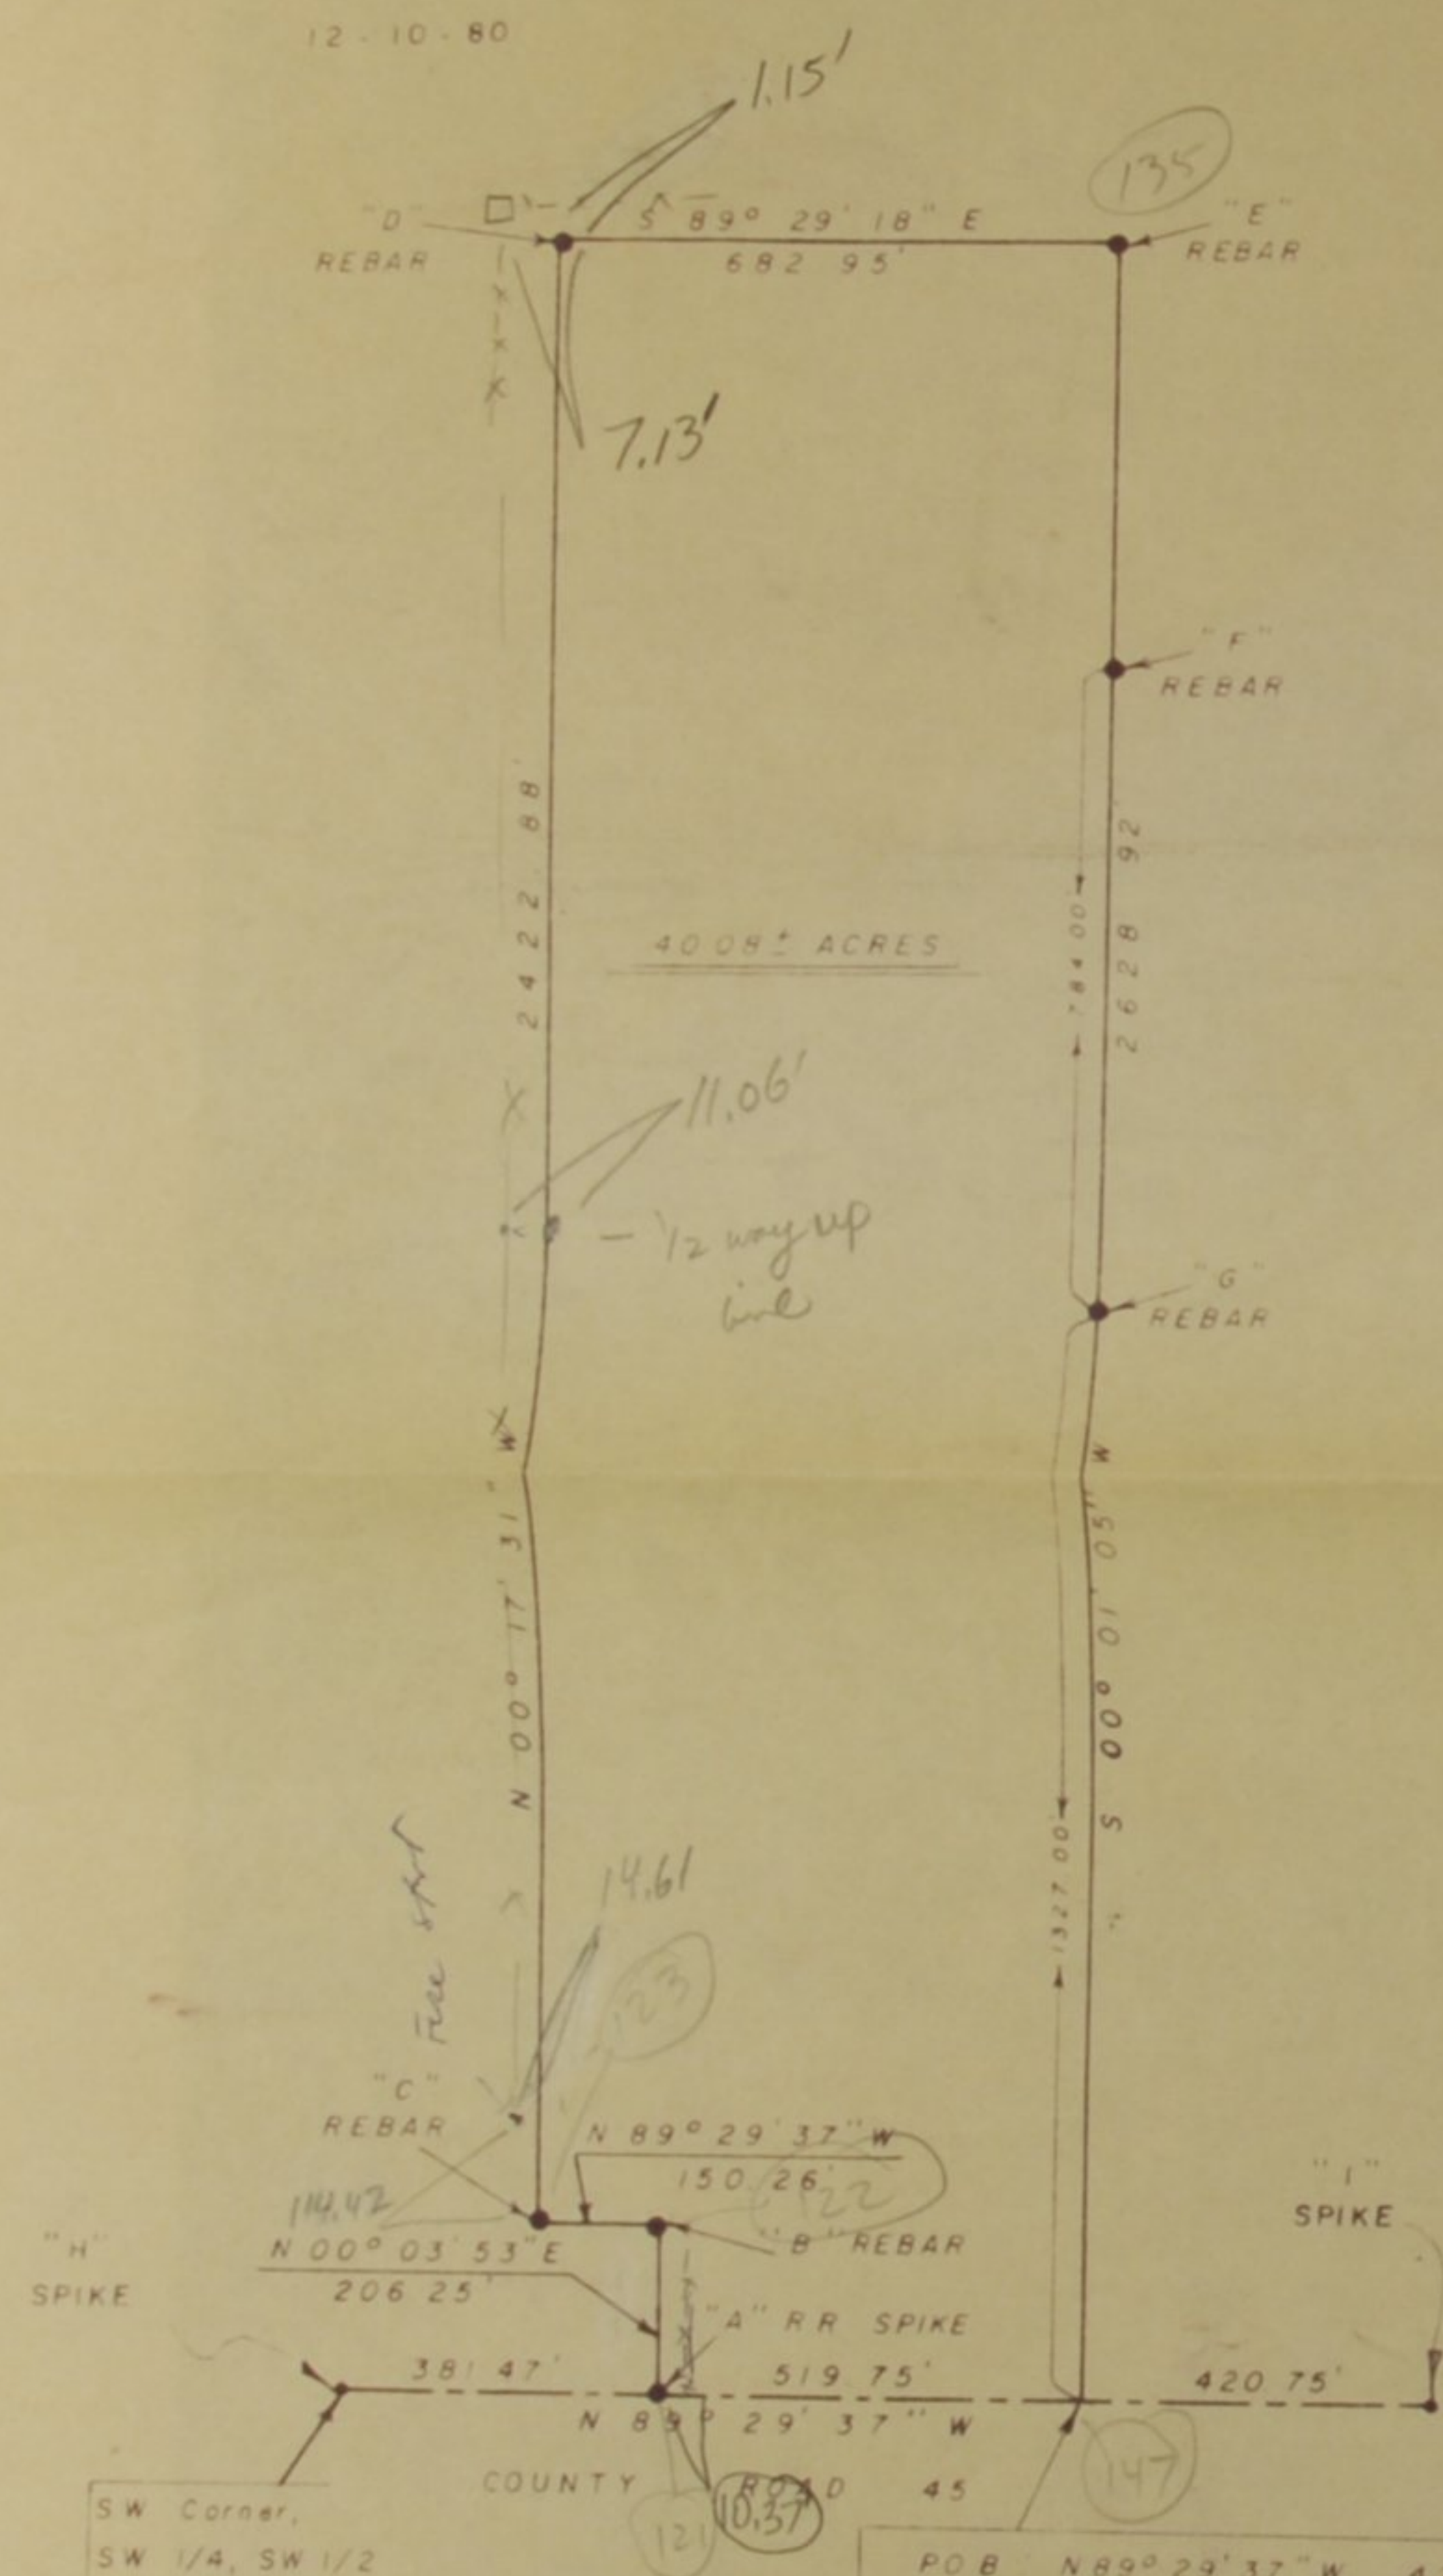 12-10-80
1.15'
135
"D"
REBAR
S 89° 29' 18" E
682 95'
"E"
REBAR
7.13'
"F"
REBAR
2422.88'
N 00° 17' 31" W
784 00'
2628 92'
S 00° 01' 05" W
40 08± ACRES
11.06'
- 1/2 way up
line
"G"
REBAR
1327 00'
14.61
123
"C"
REBAR
N 89° 29' 37" W
150 26'
122
114.42
"B" REBAR
"I"
SPIKE
"H"
SPIKE
N 00° 03' 53" E
206 25'
"A" RR SPIKE
381 47'
519 75'
420 75'
N 89° 29' 37" W
COUNTY ROAD 45
147
121
10.37
SW Corner,
SW 1/4, SW 1/2
P O B N 89° 29' 37" W